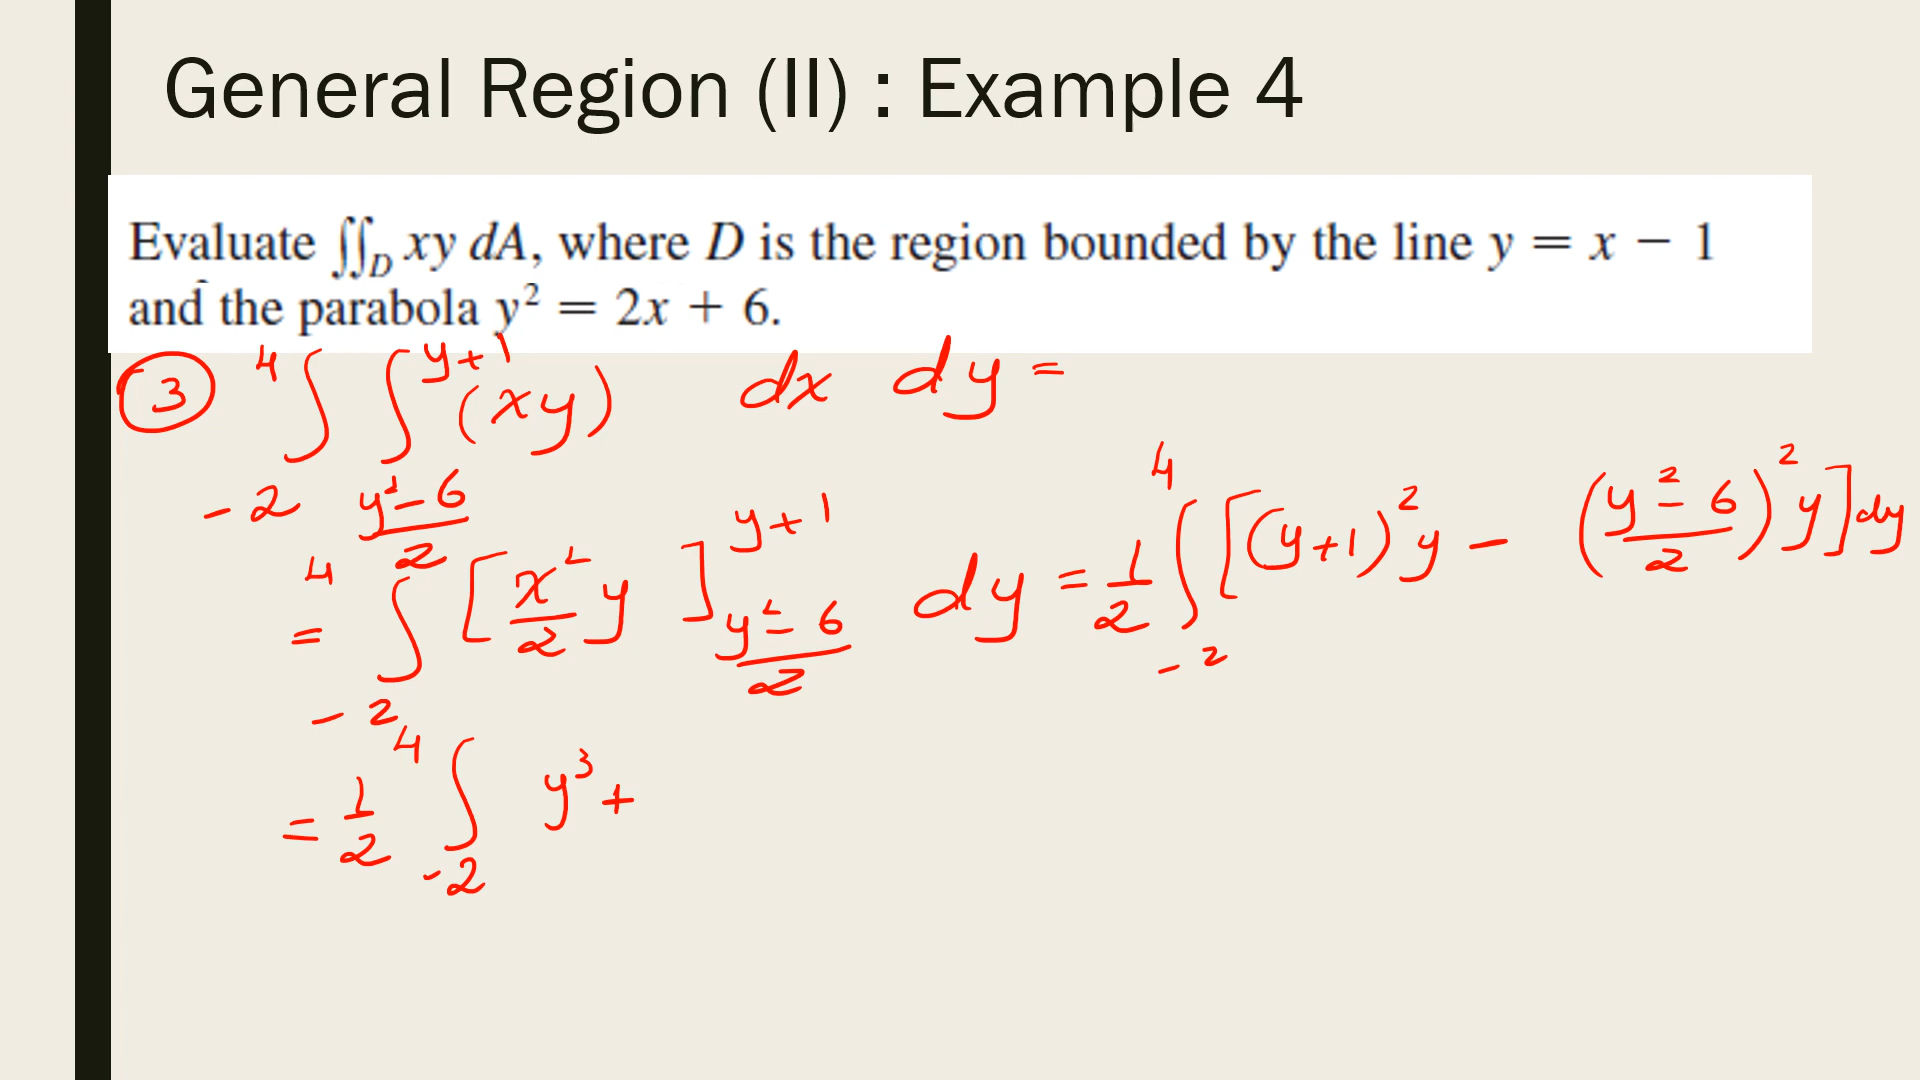 General Region (II) : Example 4
Evaluate ∬_D xy dA, where D is the region bounded by the line y = x − 1
and the parabola y² = 2x + 6.
③ ∫_{-2}^{4} ∫_{(y²-6)/2}^{y+1} (xy) dx dy =
= ∫_{-2}^{4} [x²/2 y]_{(y²-6)/2}^{y+1} dy = 1/2 ∫_{-2}^{4} [(y+1)² y − ((y²-6)/2)² y] dy
= 1/2 ∫_{-2}^{4} y³ +